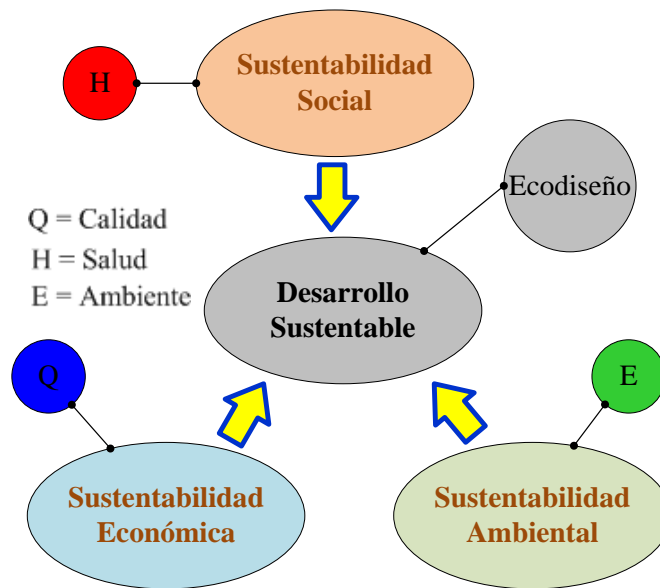 Sustentabilidad
Social
H
Ecodiseño
Q = Calidad
H = Salud
E = Ambiente
Desarrollo
Sustentable
Q
E
Sustentabilidad
Económica
Sustentabilidad
Ambiental